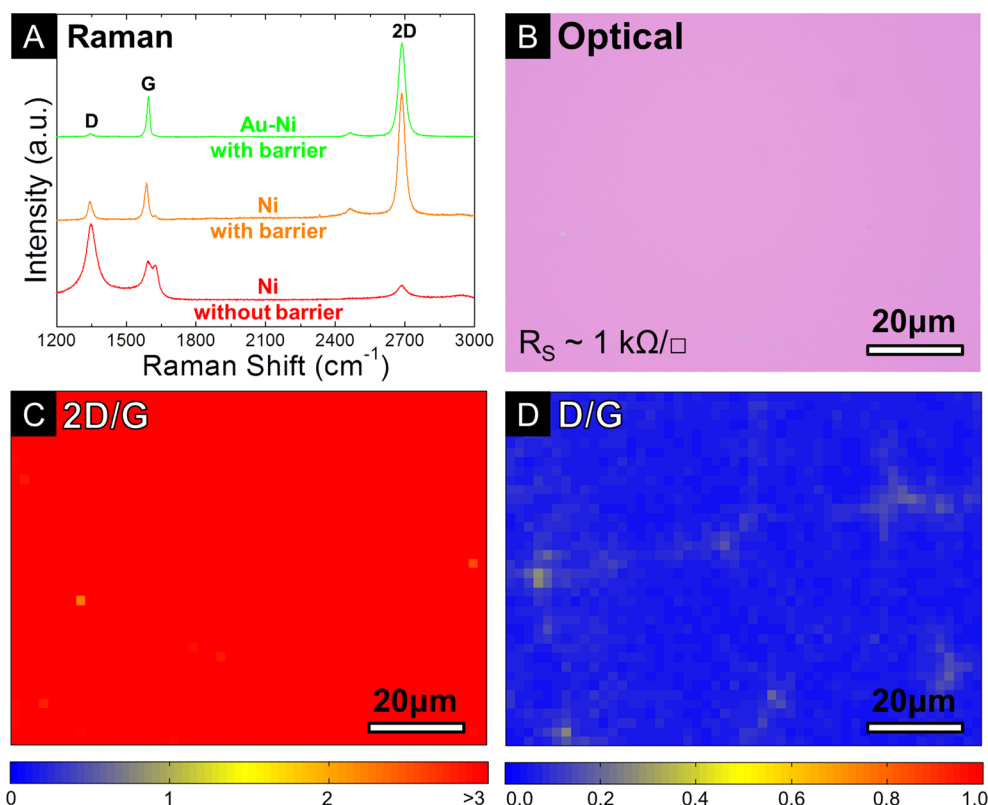 A Raman
D
G
2D
Au-Ni
with barrier
Ni
with barrier
Ni
without barrier
Intensity (a.u.)
1200 1500 1800 2100 2400 2700 3000
Raman Shift (cm-1)
B Optical
RS ~ 1 kΩ/□
20µm
C 2D/G
20µm
0 1 2 >3
D D/G
20µm
0.0 0.2 0.4 0.6 0.8 1.0